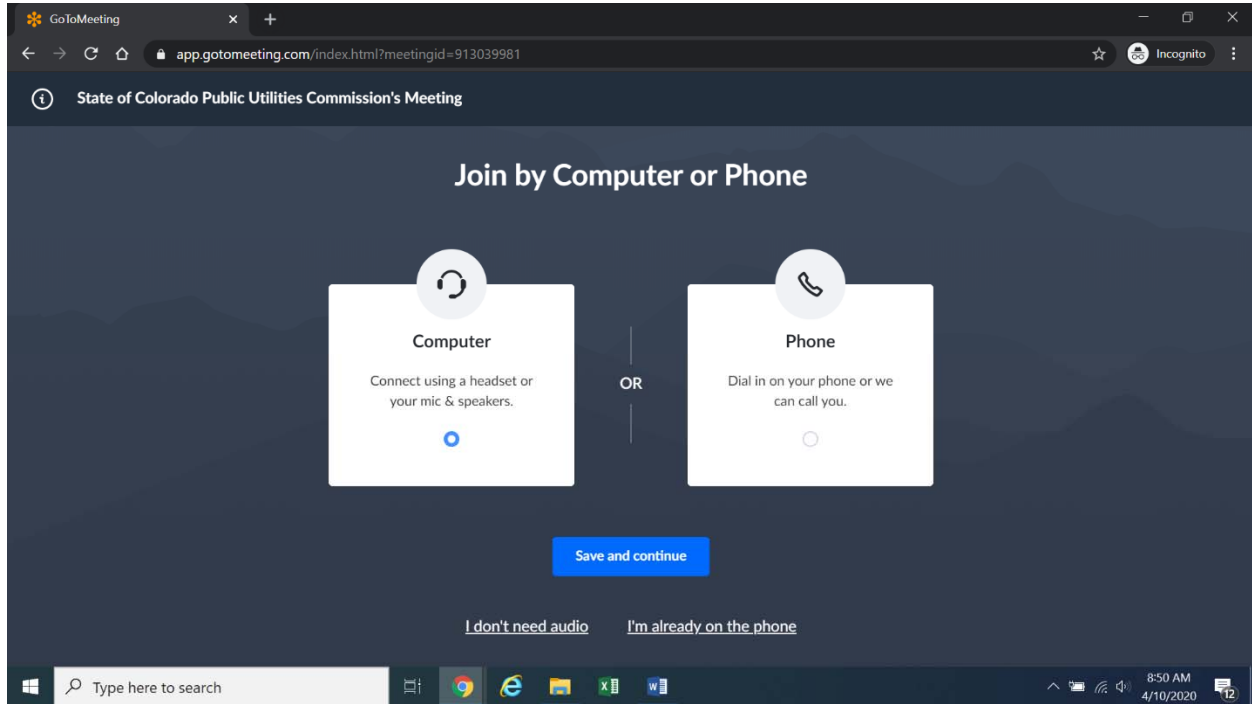 GoToMeeting
app.gotomeeting.com/index.html?meetingid=913039981
Incognito
State of Colorado Public Utilities Commission's Meeting
Join by Computer or Phone
Computer
Connect using a headset or
your mic & speakers.
OR
Phone
Dial in on your phone or we
can call you.
Save and continue
I don't need audio
I'm already on the phone
Type here to search
8:50 AM
4/10/2020
12